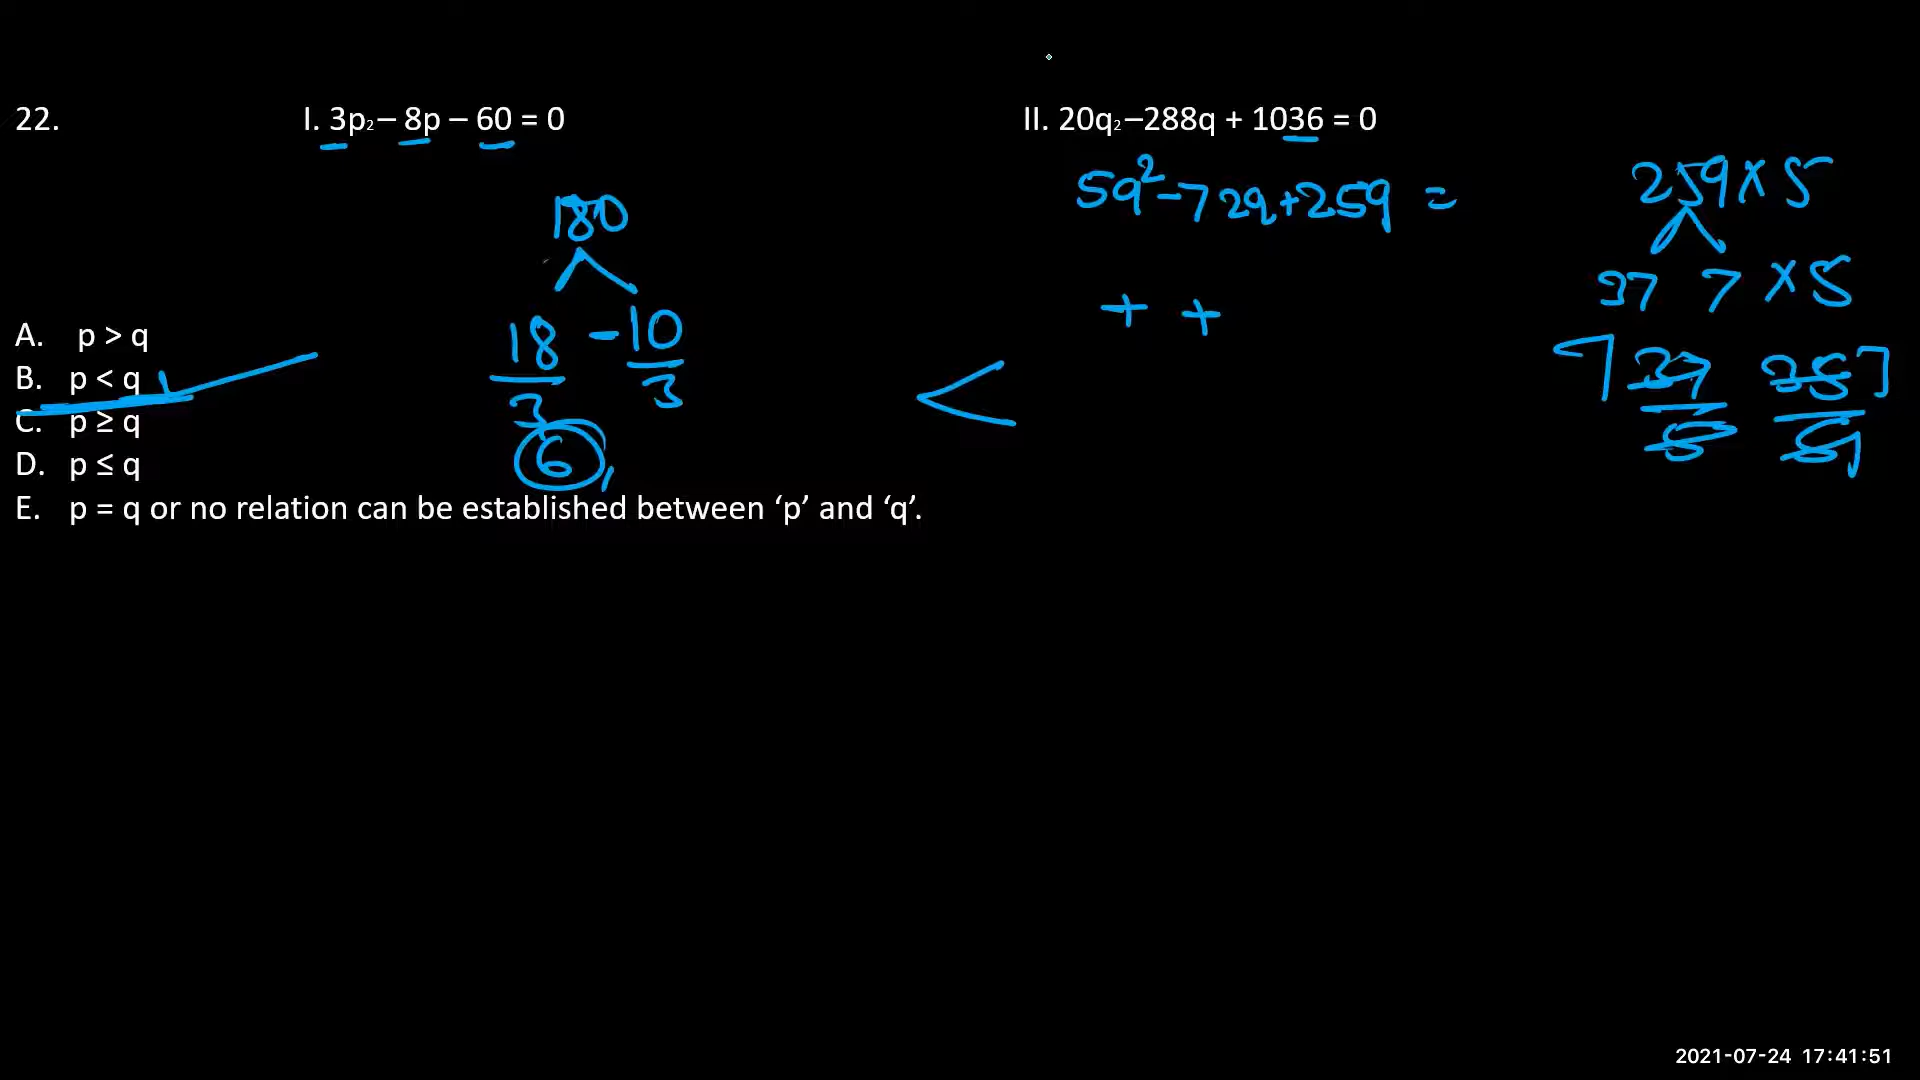 22. I. 3p2– 8p – 60 = 0 II. 20q2–288q + 1036 = 0
5q²-72q+259 =
259×5
180
37 7 ×5
18 -10
3 3
6
+ +
<
7 37 35 7
5 5
A. p > q
B. p < q
C. p ≥ q
D. p ≤ q
E. p = q or no relation can be established between ‘p’ and ‘q’.
2021-07-24 17:41:51